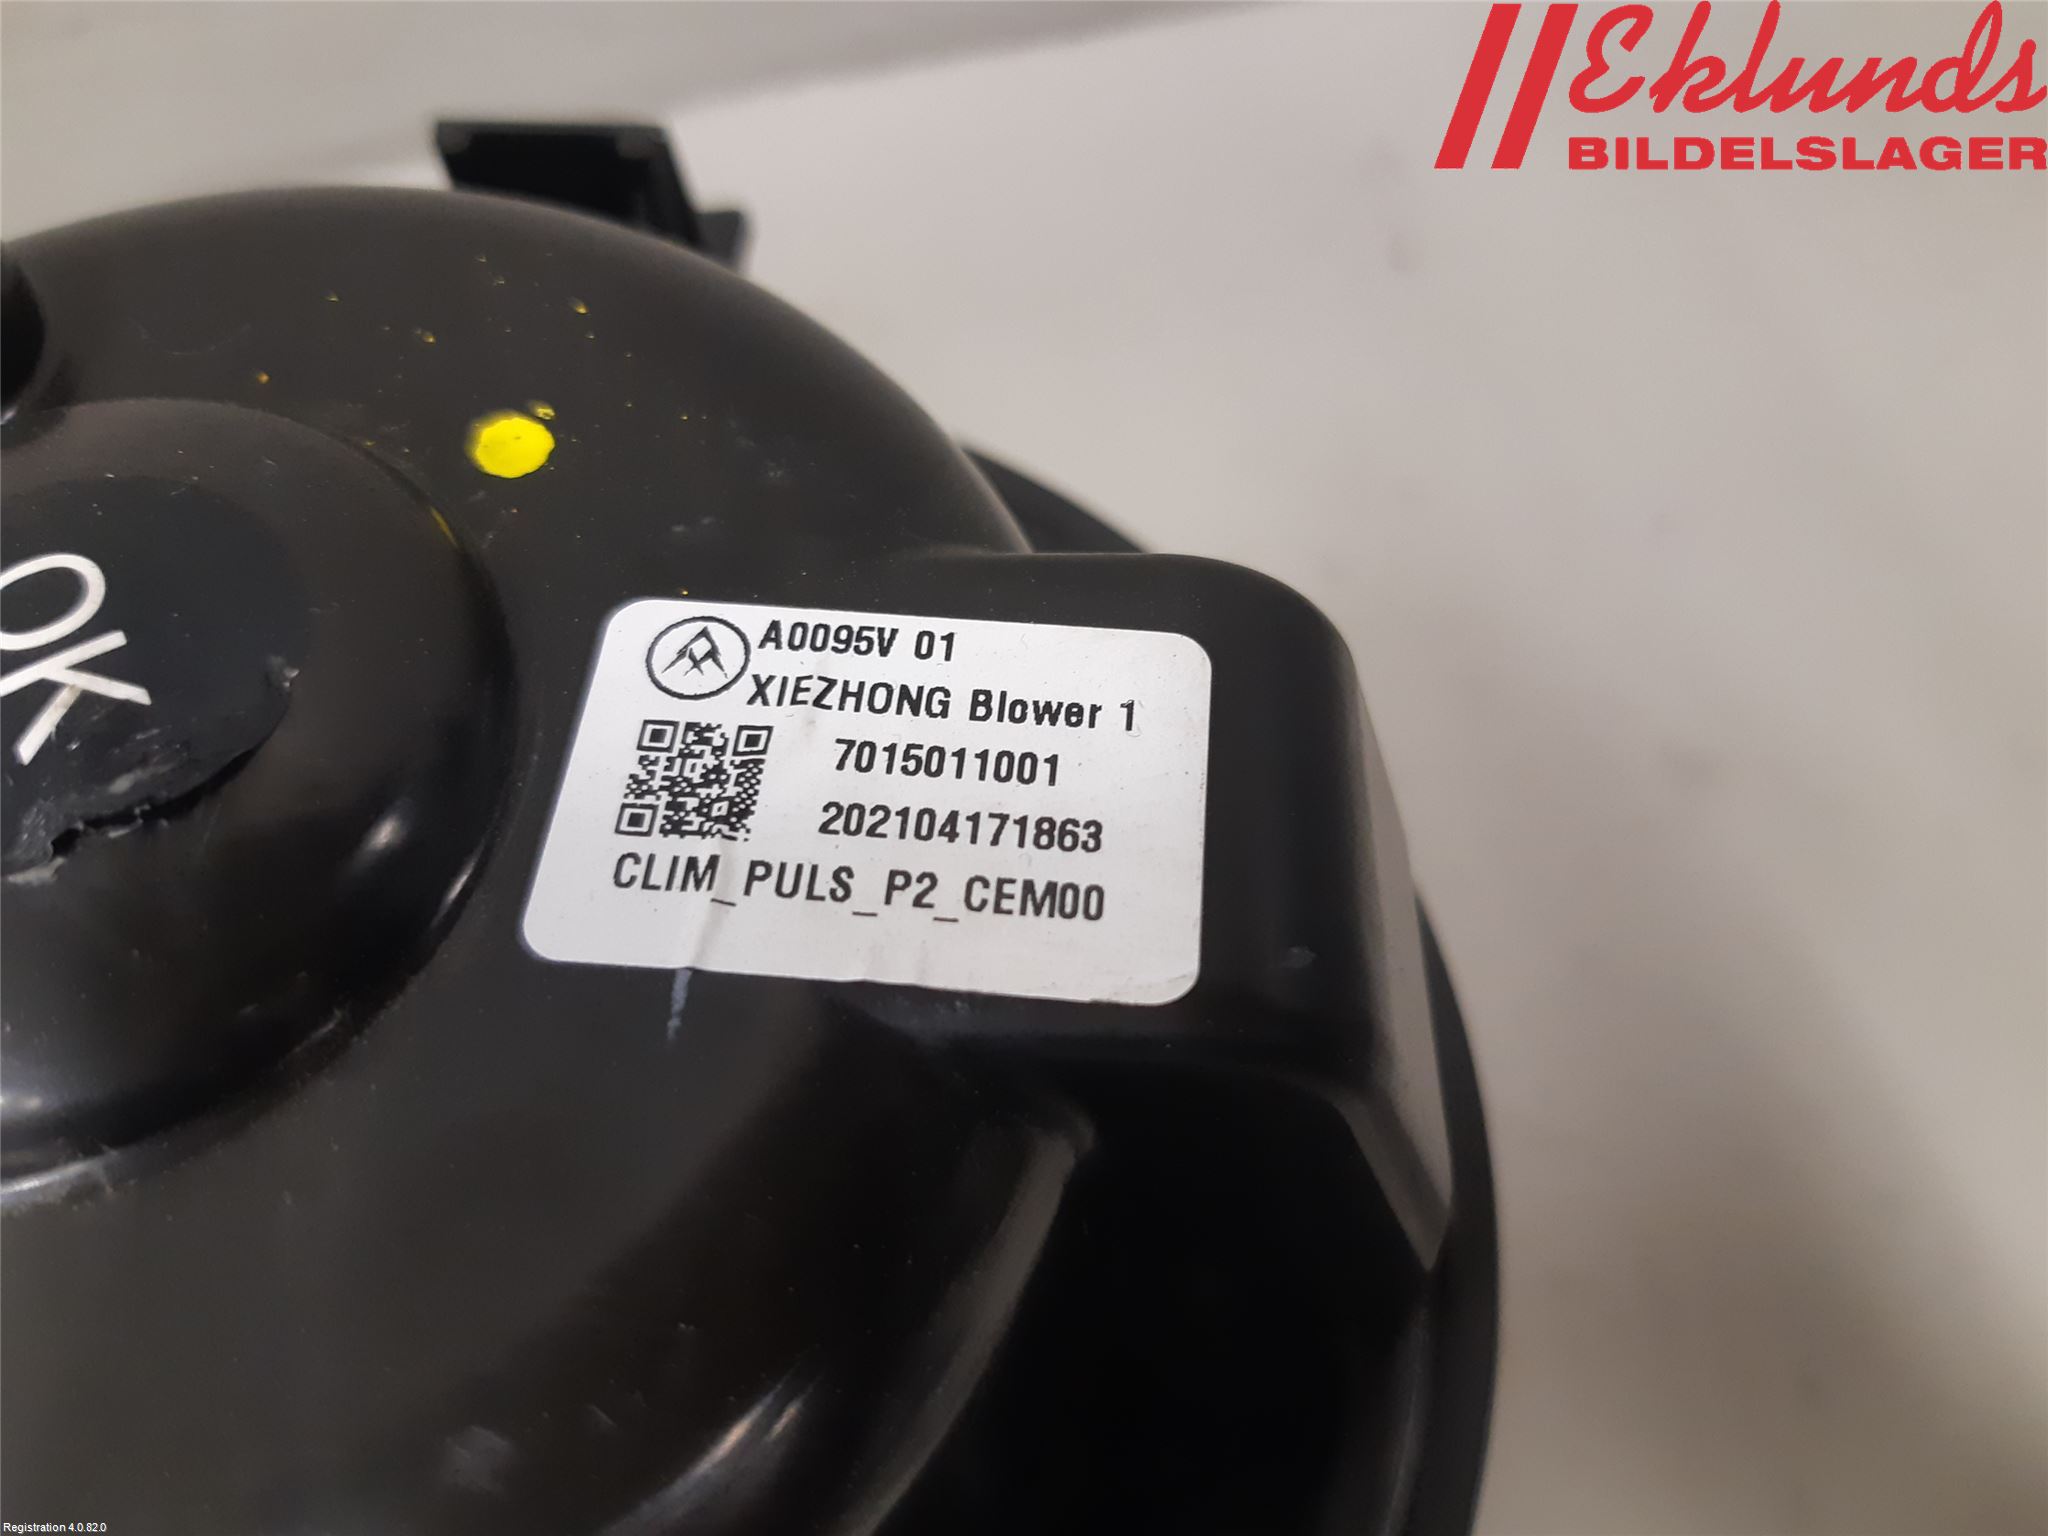 Eklunds
BILDELSLAGER
OK
A0095V 01
XIEZHONG Blower 1
7015011001
202104171863
CLIM_PULS_P2_CEM00
Registration 4.0.82.0